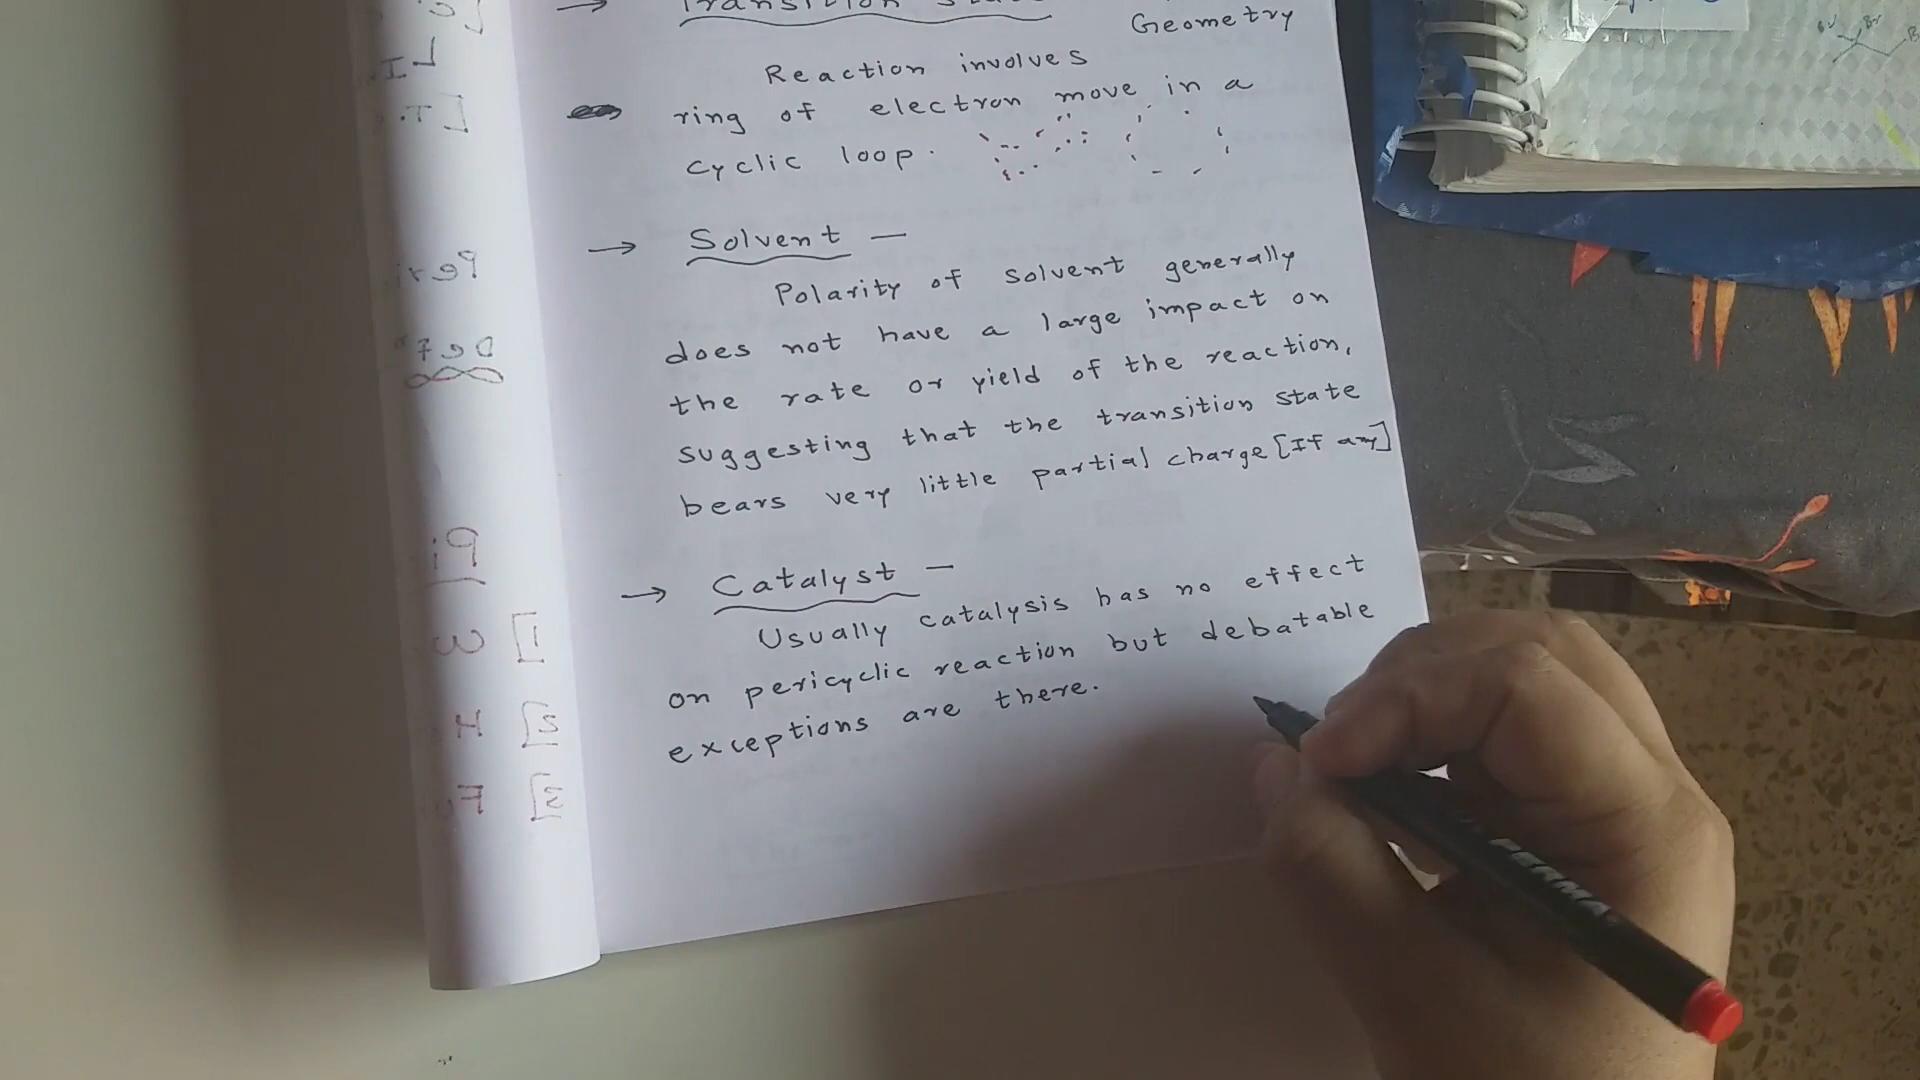 → Transition
Geometry
Reaction involves
ring of electron move in a
cyclic loop.
→ Solvent —
Polarity of solvent generally
does not have a large impact on
the rate or yield of the reaction,
suggesting that the transition state
bears very little partial charge [If any]
→ Catalyst —
Usually catalysis has no effect
on pericyclic reaction but debatable
exceptions are there.